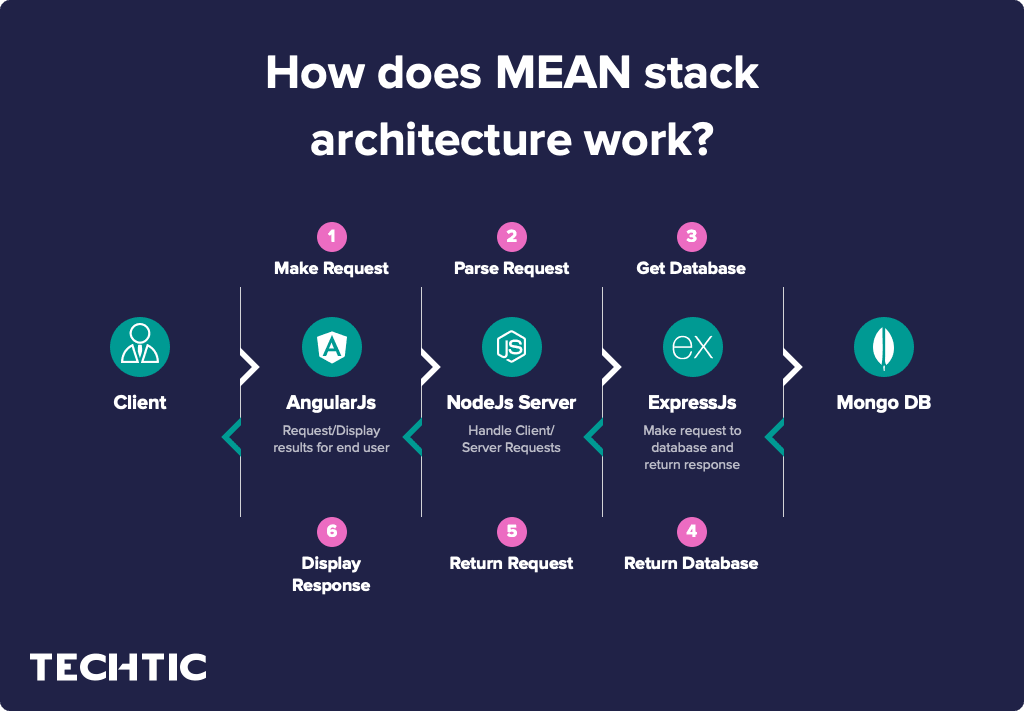 How does MEAN stack
architecture work?
1
Make Request
2
Parse Request
3
Get Database
Client
AngularJs
Request/Display
results for end user
JS
NodeJs Server
Handle Client/
Server Requests
ex
ExpressJs
Make request to
database and
return response
Mongo DB
6
Display
Response
5
Return Request
4
Return Database
TECHTIC